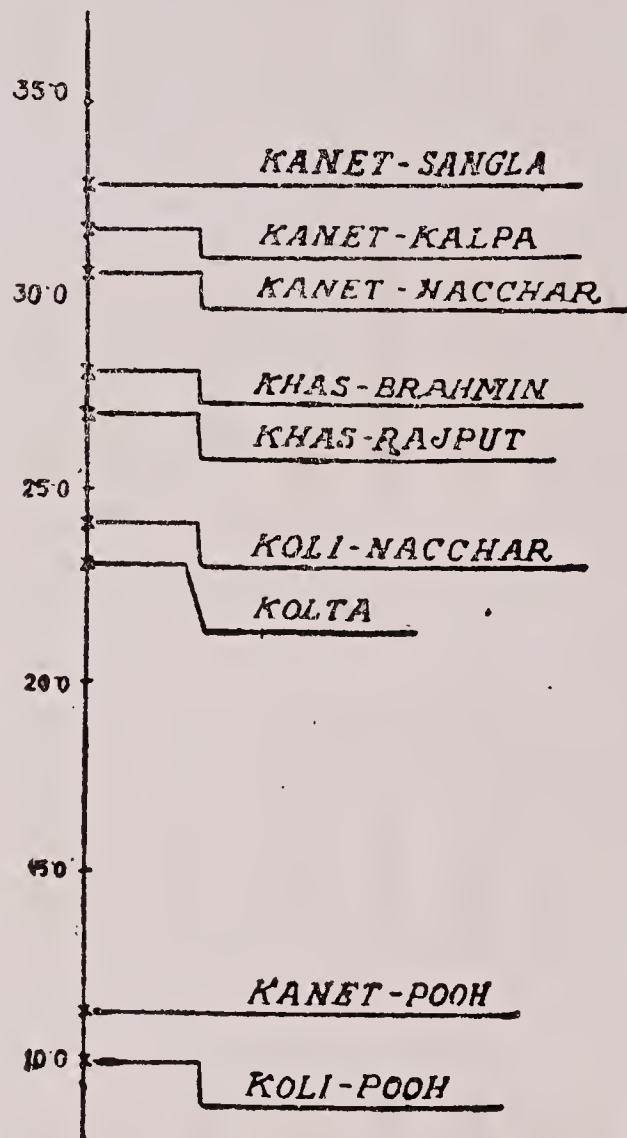 35·0
KANET-SANGLA
KANET-KALPA
30·0
KANET-NACCHAR
KHAS-BRAHMIN
KHAS-RAJPUT
25·0
KOLI-NACCHAR
KOLTA
20·0
15·0
KANET-POOH
10·0
KOLI-POOH